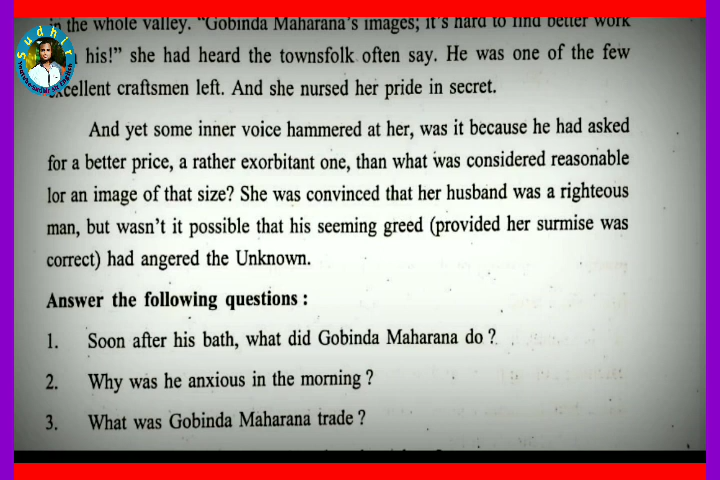 Sudhir
in the whole valley. "Gobinda Maharana's images; it's hard to find better work
his!" she had heard the townsfolk often say. He was one of the few
excellent craftsmen left. And she nursed her pride in secret.
And yet some inner voice hammered at her, was it because he had asked
for a better price, a rather exorbitant one, than what was considered reasonable
lor an image of that size? She was convinced that her husband was a righteous
man, but wasn't it possible that his seeming greed (provided her surmise was
correct) had angered the Unknown.
Answer the following questions :
1. Soon after his bath, what did Gobinda Maharana do ?
2. Why was he anxious in the morning ?
3. What was Gobinda Maharana trade ?